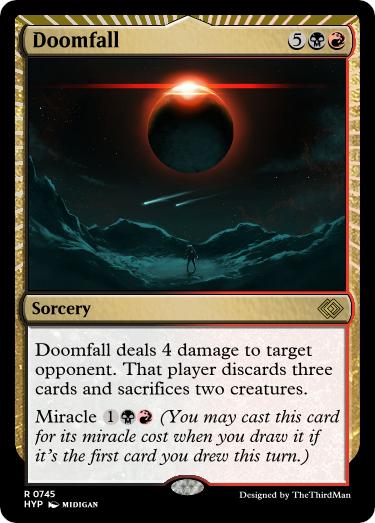 Doomfall 5
Sorcery
Doomfall deals 4 damage to target
opponent. That player discards three
cards and sacrifices two creatures.
Miracle 1 (You may cast this card
for its miracle cost when you draw it if
it's the first card you drew this turn.)
R 0745
HYP MIDIGAN
Designed by TheThirdMan